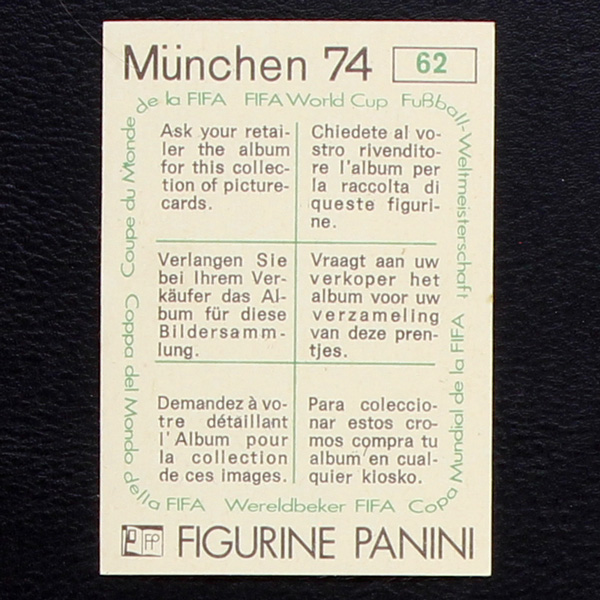 München 74
62
Coupe du Monde de la FIFA
FIFA World Cup
Fußball-Weltmeisterschaft
Ask your retai-
ler the album
for this collec-
tion of picture-
cards.
Chiedete al vo-
stro rivendito-
re l'album per
la raccolta di
queste figuri-
ne.
Verlangen Sie
bei Ihrem Ver-
käufer das Al-
bum für diese
Bildersamm-
lung.
Vraagt aan uw
verkoper het
album voor uw
verzameling
van deze pren-
tjes.
Demandez à vo-
tre détaillant
l'Album pour
la collection
de ces images.
Para coleccio-
nar estos cro-
mos compra tu
album en cual-
quier kiosko.
Coppa del Mondo della FIFA
Wereldbeker FIFA
Copa Mundial de la FIFA
FP
FIGURINE PANINI